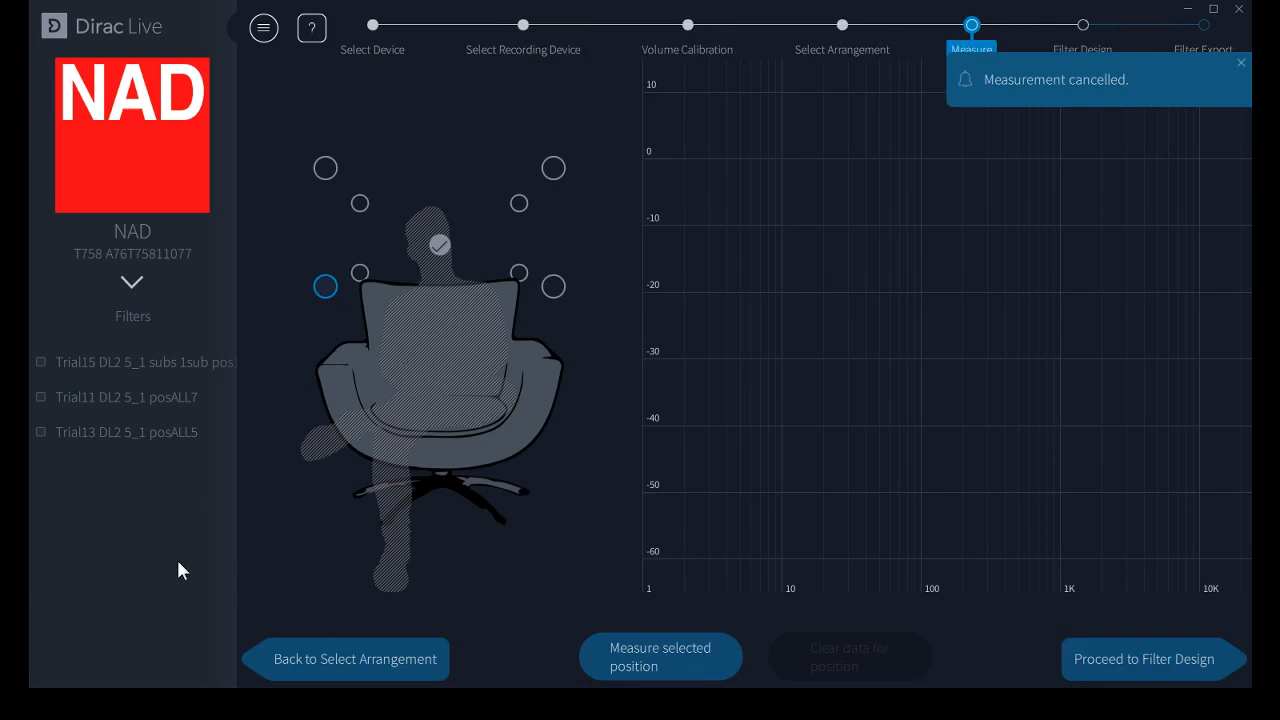 Dirac Live
NAD
NAD
T758 A76T75811077
Filters
Trial15 DL2 5_1 subs 1sub pos
Trial11 DL2 5_1 posALL7
Trial13 DL2 5_1 posALL5
?
Select Device
Select Recording Device
Volume Calibration
Select Arrangement
Measure
Filter Design
Filter Export
Measurement cancelled.
10
0
-10
-20
-30
-40
-50
-60
1
10
100
1K
10K
Back to Select Arrangement
Measure selected
position
Clear data for
position
Proceed to Filter Design